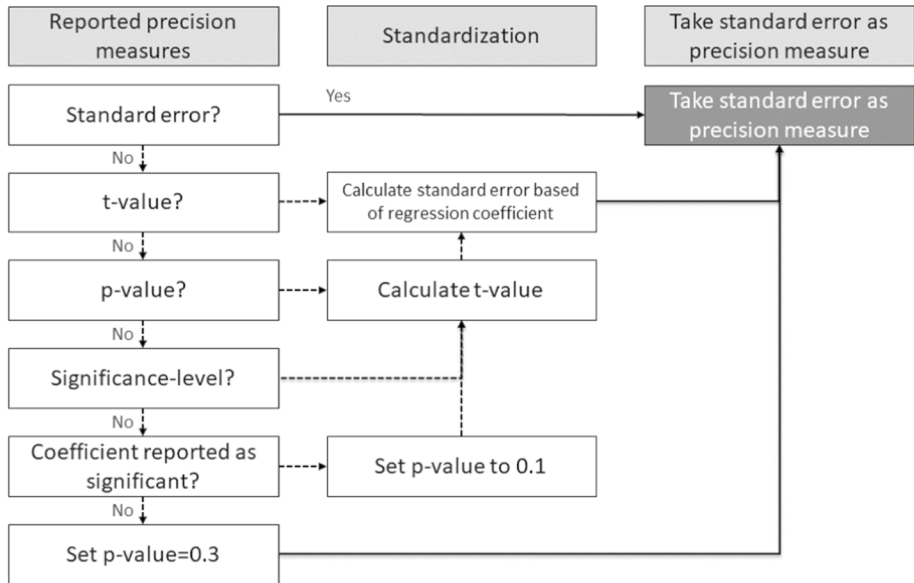 Reported precision
measures
Standardization
Take standard error as
precision measure
Standard error?
Yes
Take standard error as
precision measure
No
t-value?
Calculate standard error based
of regression coefficient
No
p-value?
Calculate t-value
No
Significance-level?
No
Coefficient reported as
significant?
Set p-value to 0.1
No
Set p-value=0.3